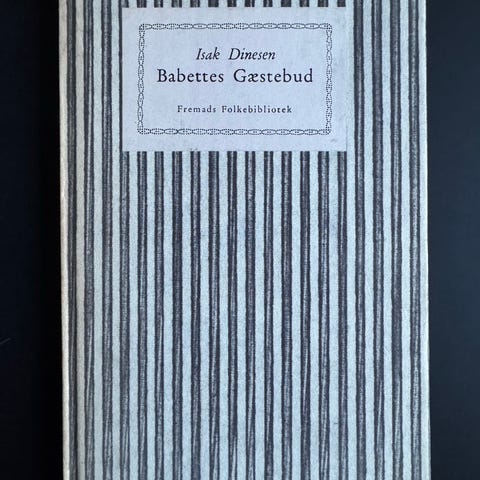 Isak Dinesen
Babettes Gæstebud
Fremads Folkebibliotek